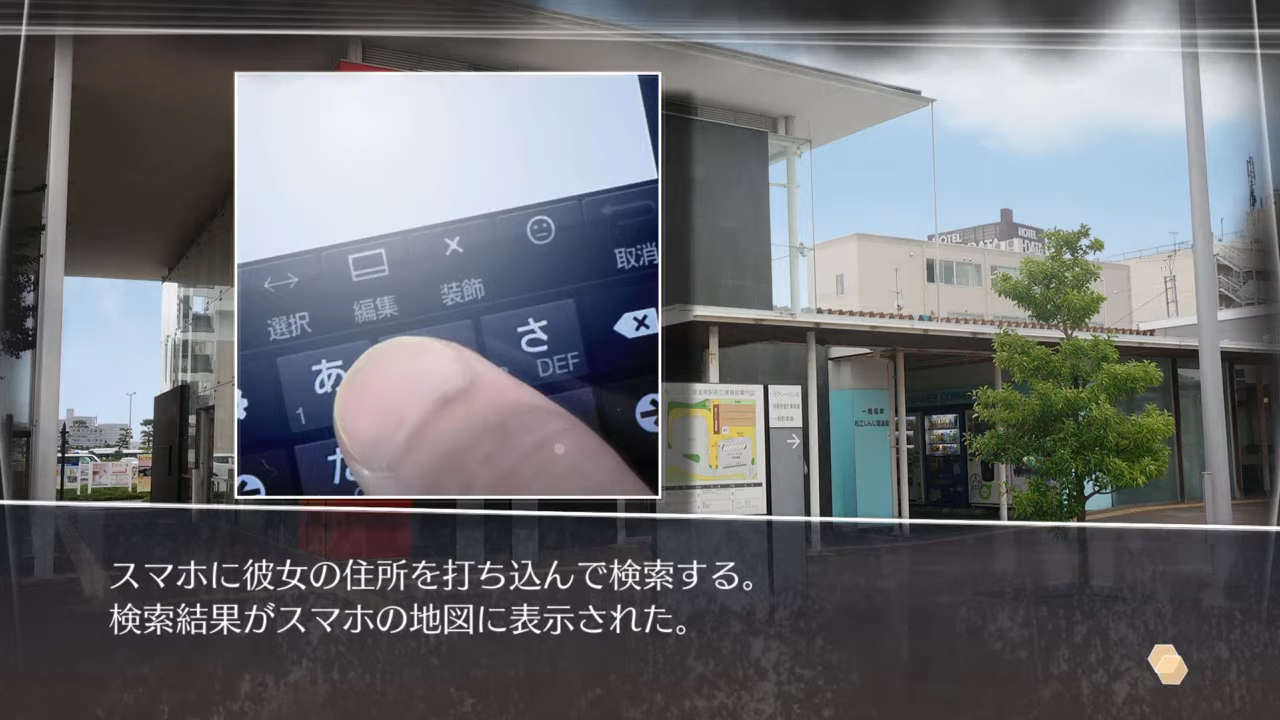 HOTEL
HOTEL
選択
編集
装飾
取消
あ
1
さ
DEF
た
スマホに彼女の住所を打ち込んで検索する。
検索結果がスマホの地図に表示された。